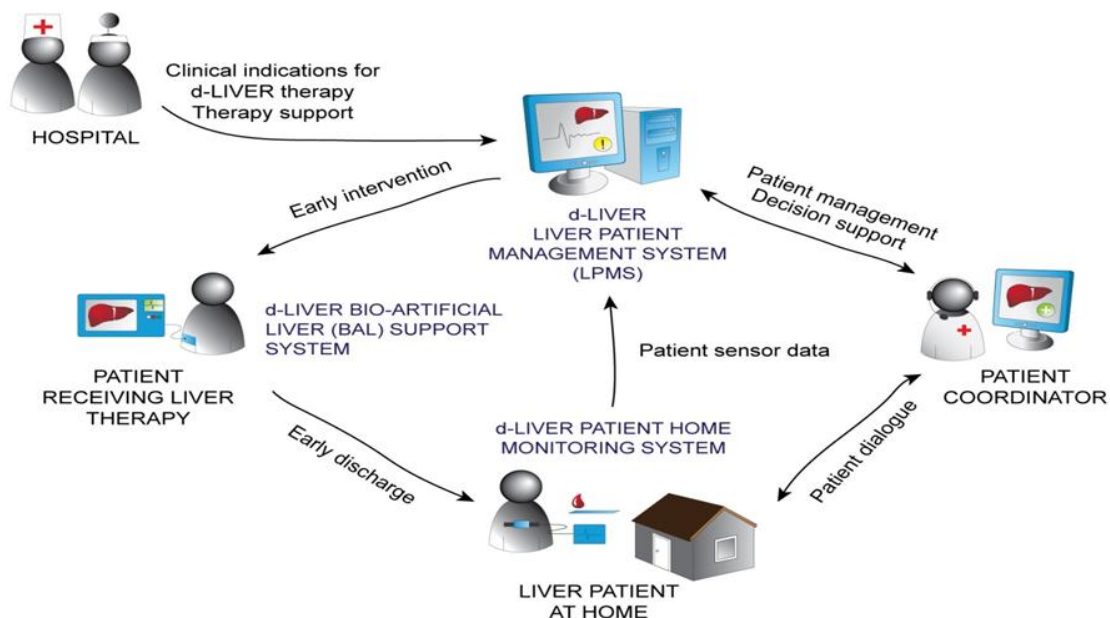 Clinical indications for
d-LIVER therapy
Therapy support
HOSPITAL
Early intervention
d-LIVER
LIVER PATIENT
MANAGEMENT SYSTEM
(LPMS)
Patient management
Decision support
d-LIVER BIO-ARTIFICIAL
LIVER (BAL) SUPPORT
SYSTEM
PATIENT
RECEIVING LIVER
THERAPY
Patient sensor data
PATIENT
COORDINATOR
Early discharge
d-LIVER PATIENT HOME
MONITORING SYSTEM
Patient dialogue
LIVER PATIENT
AT HOME